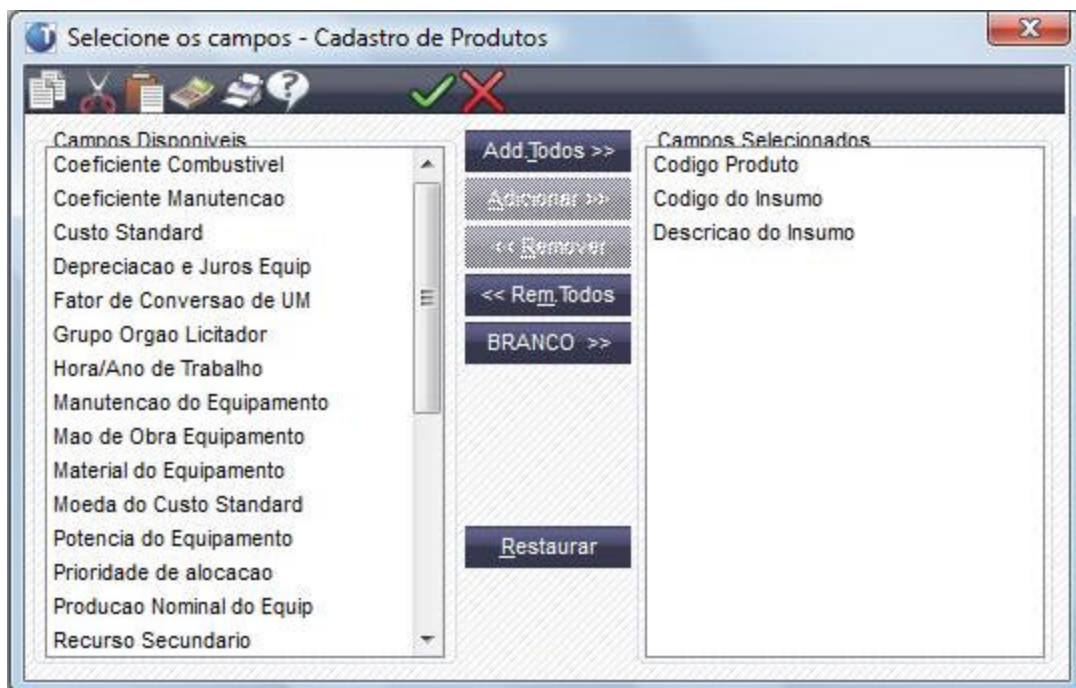 Selecione os campos - Cadastro de Produtos
Campos Disponiveis
Coeficiente Combustivel
Coeficiente Manutencao
Custo Standard
Depreciacao e Juros Equip
Fator de Conversao de UM
Grupo Orgao Licitador
Hora/Ano de Trabalho
Manutencao do Equipamento
Mao de Obra Equipamento
Material do Equipamento
Moeda do Custo Standard
Potencia do Equipamento
Prioridade de alocacao
Producao Nominal do Equip
Recurso Secundario
Add.Todos >>
Adicionar >>
<< Remover
<< Rem.Todos
BRANCO >>
Restaurar
Campos Selecionados
Codigo Produto
Codigo do Insumo
Descricao do Insumo